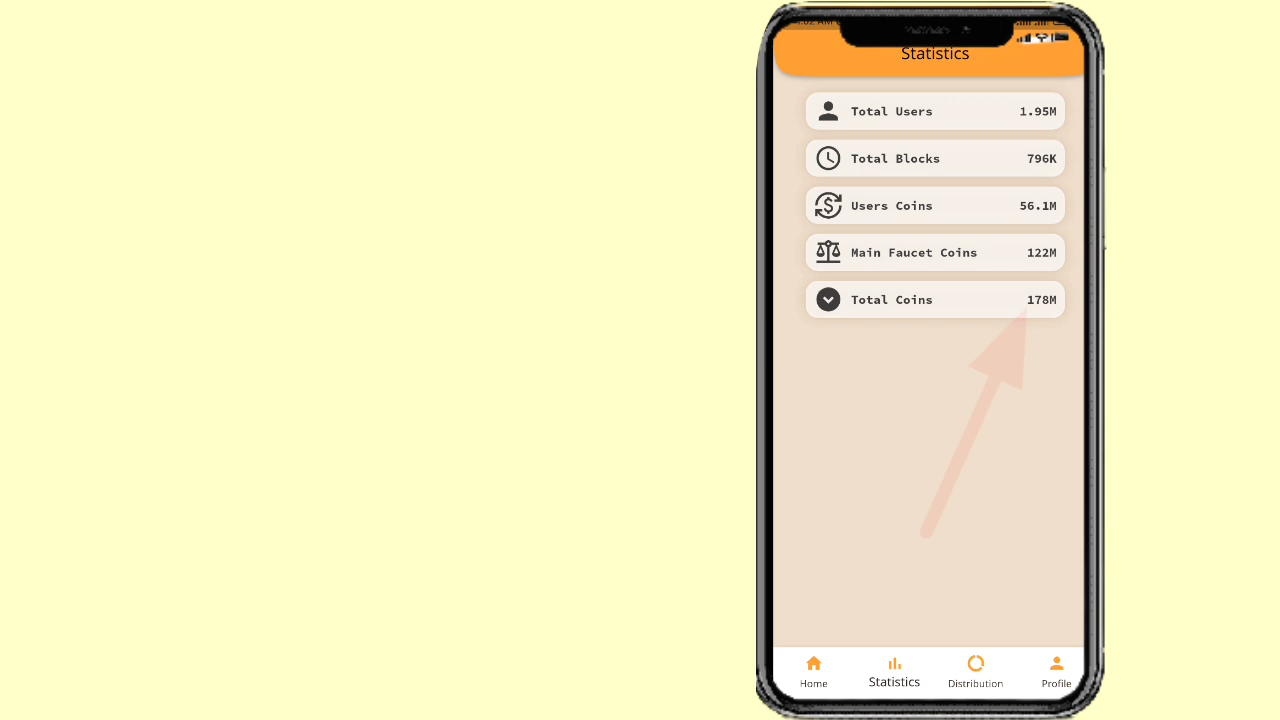 Statistics
Total Users 1.95M
Total Blocks 796K
Users Coins 56.1M
Main Faucet Coins 122M
Total Coins 178M
Home Statistics Distribution Profile